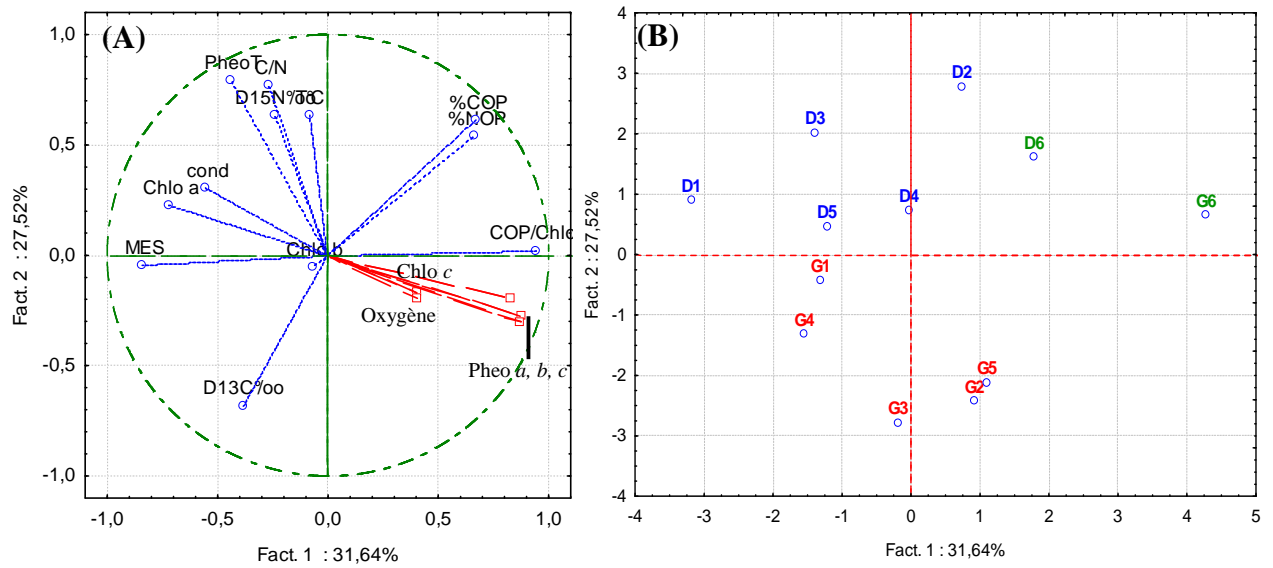 (A)
1,0
0,5
0,0
-0,5
-1,0
Fact. 2 : 27,52%
-1,0
-0,5
0,0
0,5
1,0
Fact. 1 : 31,64%
PheoT
C/N
D15N°/oo
T°C
%COP
%NOP
cond
Chlo a
MES
Chlo b
COP/Chlo
Chlo c
Oxygène
Pheo a, b, c
D13C°/oo
(B)
4
3
2
1
0
-1
-2
-3
-4
Fact. 2 : 27,52%
-4
-3
-2
-1
0
1
2
3
4
5
Fact. 1 : 31,64%
D2
D3
D6
D1
D4
G6
D5
G1
G4
G5
G2
G3